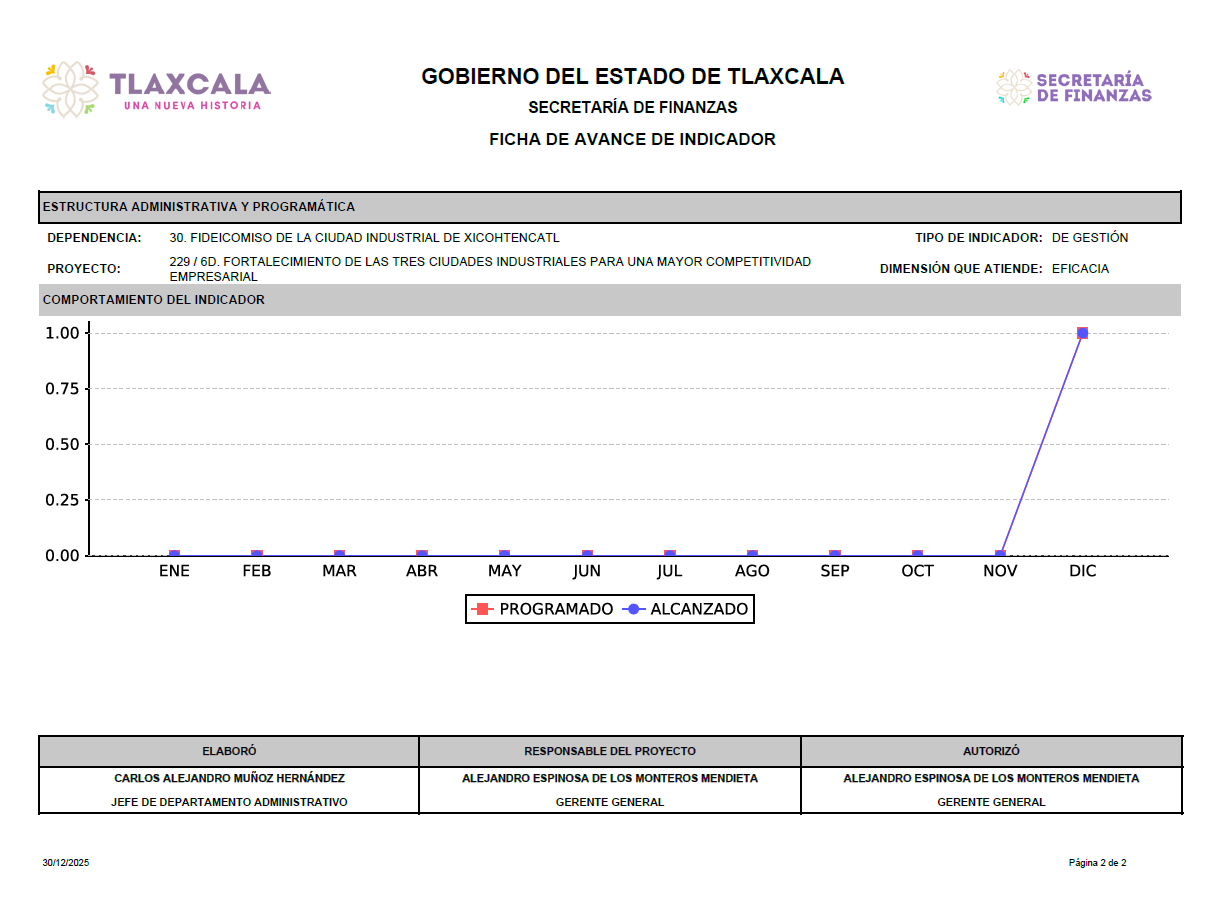 TLAXCALA
UNA NUEVA HISTORIA
GOBIERNO DEL ESTADO DE TLAXCALA
SECRETARÍA DE FINANZAS
FICHA DE AVANCE DE INDICADOR
SECRETARÍA
DE FINANZAS
ESTRUCTURA ADMINISTRATIVA Y PROGRAMÁTICA
DEPENDENCIA: 30. FIDEICOMISO DE LA CIUDAD INDUSTRIAL DE XICOHTENCATL TIPO DE INDICADOR: DE GESTIÓN
PROYECTO: 229 / 6D. FORTALECIMIENTO DE LAS TRES CIUDADES INDUSTRIALES PARA UNA MAYOR COMPETITIVIDAD
EMPRESARIAL
DIMENSIÓN QUE ATIENDE: EFICACIA
COMPORTAMIENTO DEL INDICADOR
1.00
0.75
0.50
0.25
0.00
ENE FEB MAR ABR MAY JUN JUL AGO SEP OCT NOV DIC
PROGRAMADO ALCANZADO
ELABORÓ RESPONSABLE DEL PROYECTO AUTORIZÓ
CARLOS ALEJANDRO MUÑOZ HERNÁNDEZ ALEJANDRO ESPINOSA DE LOS MONTEROS MENDIETA ALEJANDRO ESPINOSA DE LOS MONTEROS MENDIETA
JEFE DE DEPARTAMENTO ADMINISTRATIVO GERENTE GENERAL GERENTE GENERAL
30/12/2025 Página 2 de 2